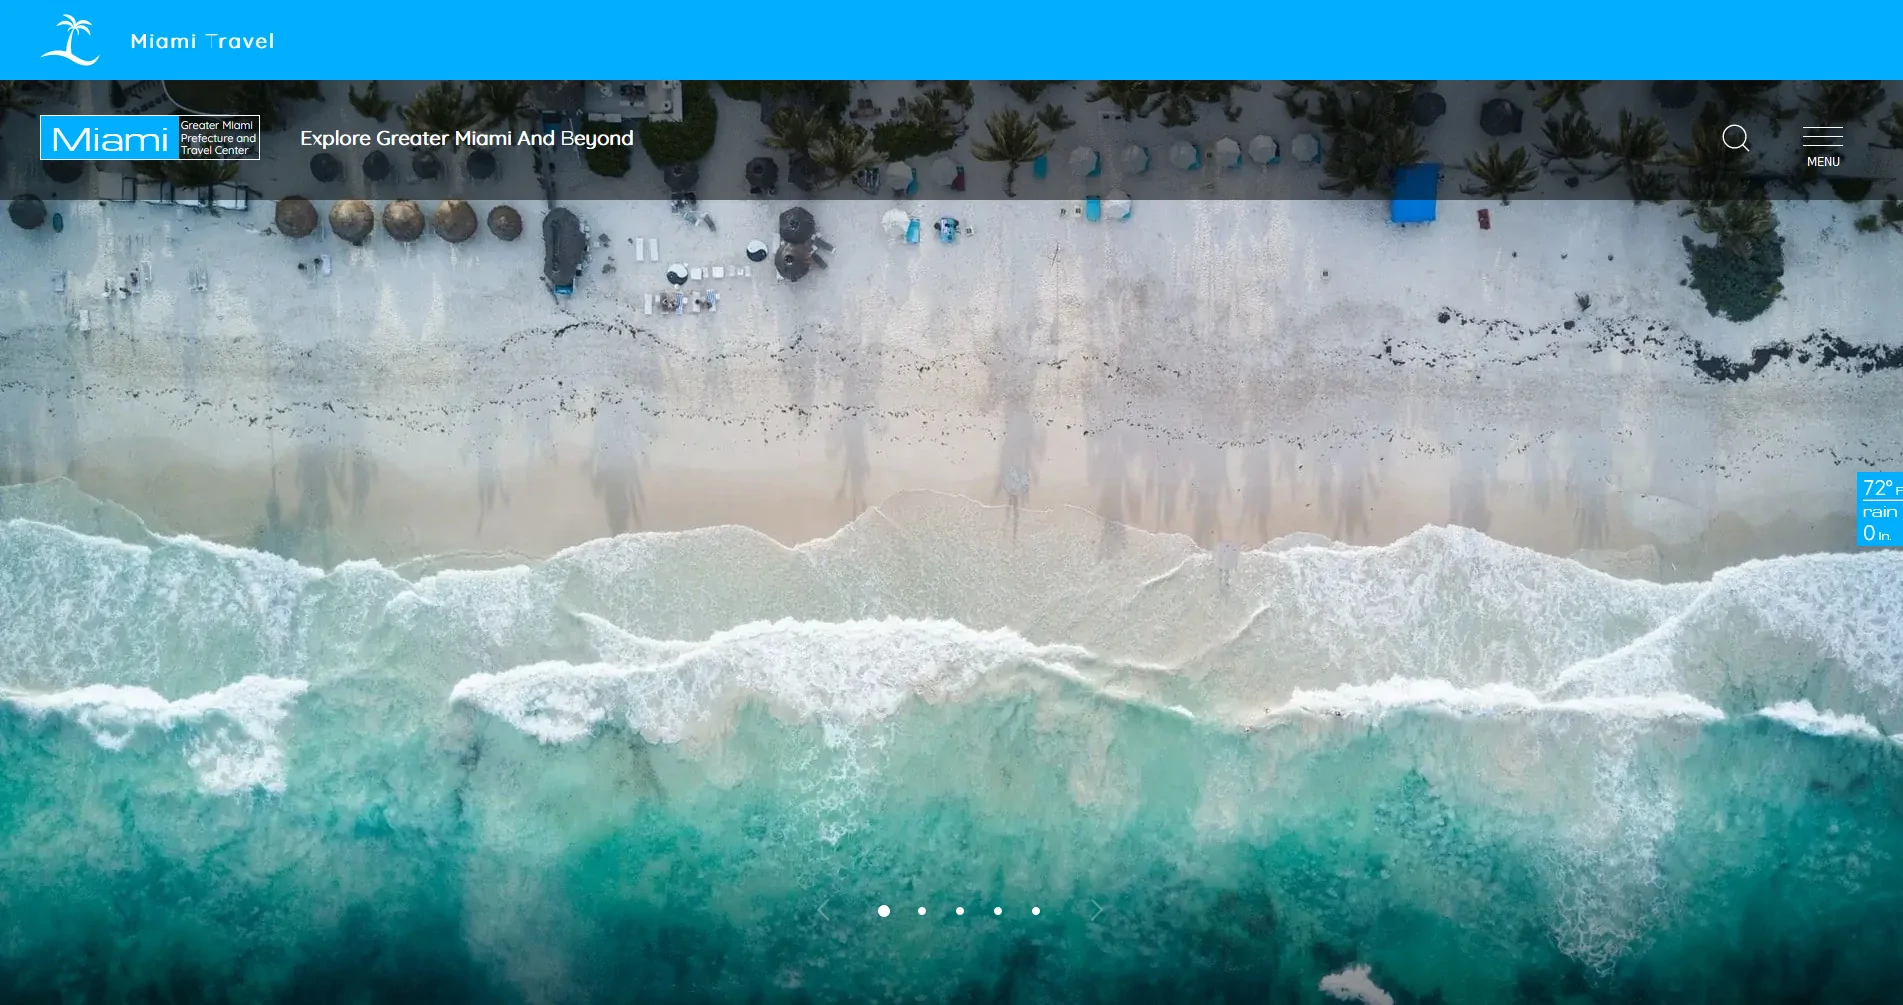 Miami Travel
Miami
Greater Miami
Prefecture and
Travel Center
Explore Greater Miami And Beyond
MENU
72° F
rain
0 In.